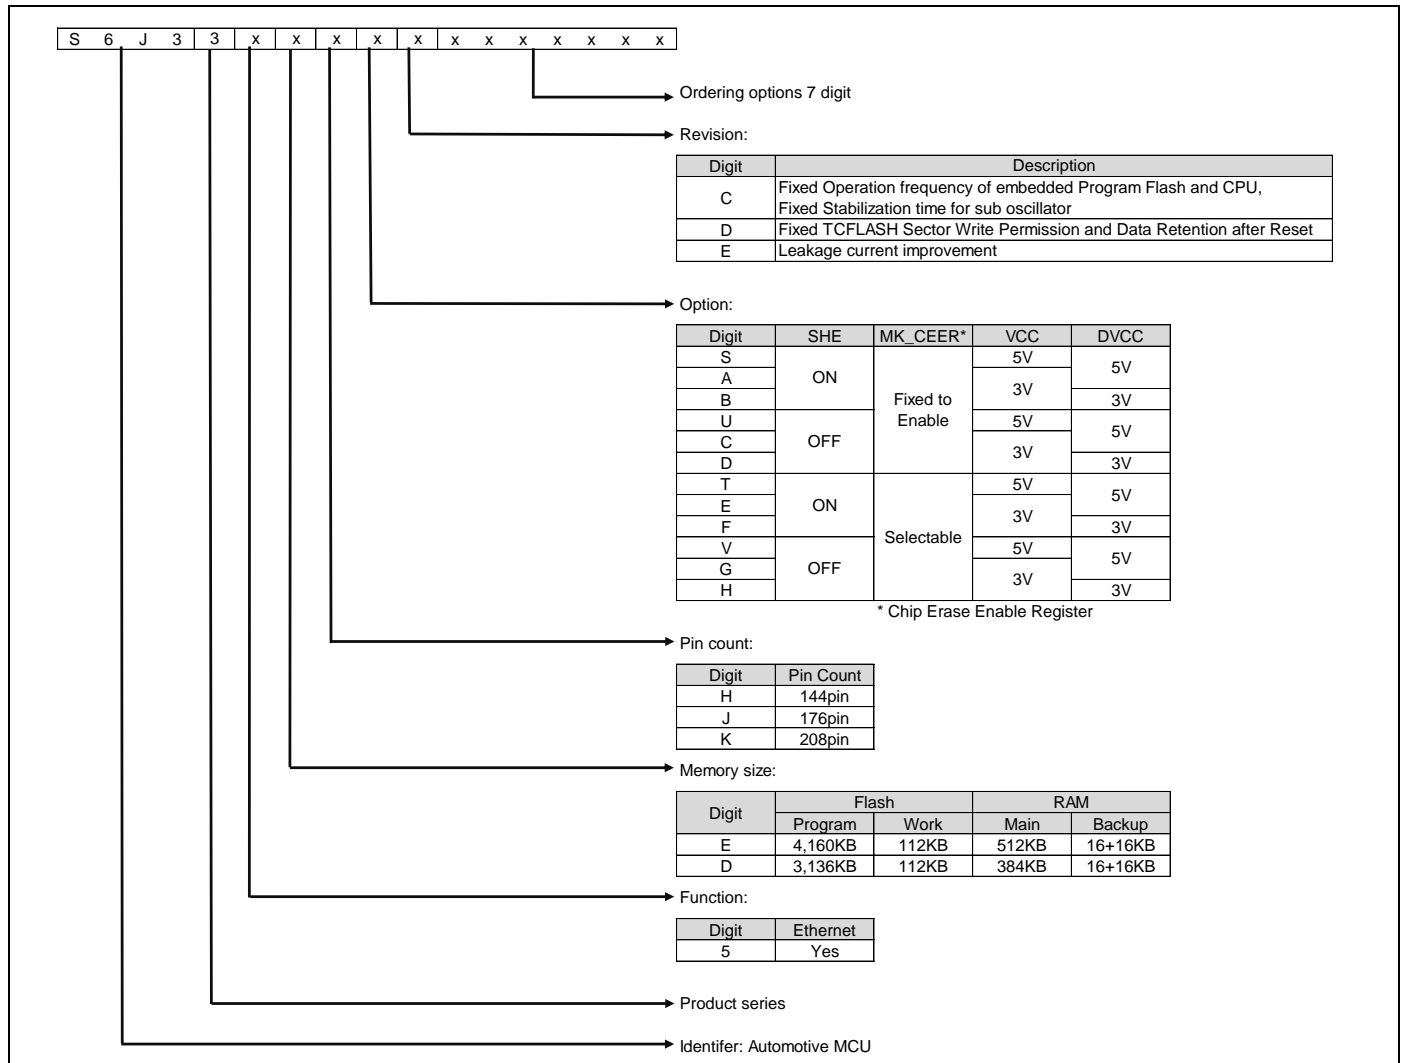 S 6 J 3 3 x x x x x x x x x x x x
Ordering options 7 digit
Revision:
Digit Description
C Fixed Operation frequency of embedded Program Flash and CPU,
Fixed Stabilization time for sub oscillator
D Fixed TCFLASH Sector Write Permission and Data Retention after Reset
E Leakage current improvement
Option:
Digit SHE MK_CEER* VCC DVCC
S ON Fixed to Enable 5V 5V
A 3V
B 3V
U OFF 5V 5V
C 3V
D 3V
T ON Selectable 5V 5V
E 3V
F 3V
V OFF 5V 5V
G 3V
H 3V
* Chip Erase Enable Register
Pin count:
Digit Pin Count
H 144pin
J 176pin
K 208pin
Memory size:
Digit Flash RAM
Program Work Main Backup
E 4,160KB 112KB 512KB 16+16KB
D 3,136KB 112KB 384KB 16+16KB
Function:
Digit Ethernet
5 Yes
Product series
Identifer: Automotive MCU